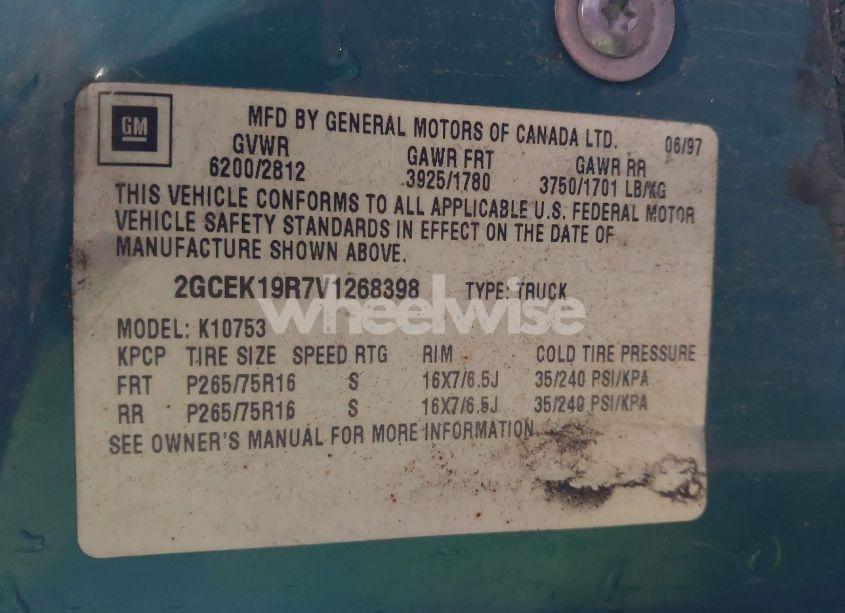 GM
MFD BY GENERAL MOTORS OF CANADA LTD. 06/97
GVWR GAWR FRT GAWR RR
6200/2812 3925/1780 3750/1701 LB/KG
THIS VEHICLE CONFORMS TO ALL APPLICABLE U.S. FEDERAL MOTOR
VEHICLE SAFETY STANDARDS IN EFFECT ON THE DATE OF
MANUFACTURE SHOWN ABOVE.
2GCEK19R7V1268398 TYPE: TRUCK
wheelwise
MODEL: K10753
KPCP TIRE SIZE SPEED RTG RIM COLD TIRE PRESSURE
FRT P265/75R16 S 16X7/6.5J 35/240 PSI/KPA
RR P265/75R16 S 16X7/6.5J 35/240 PSI/KPA
SEE OWNER'S MANUAL FOR MORE INFORMATION.